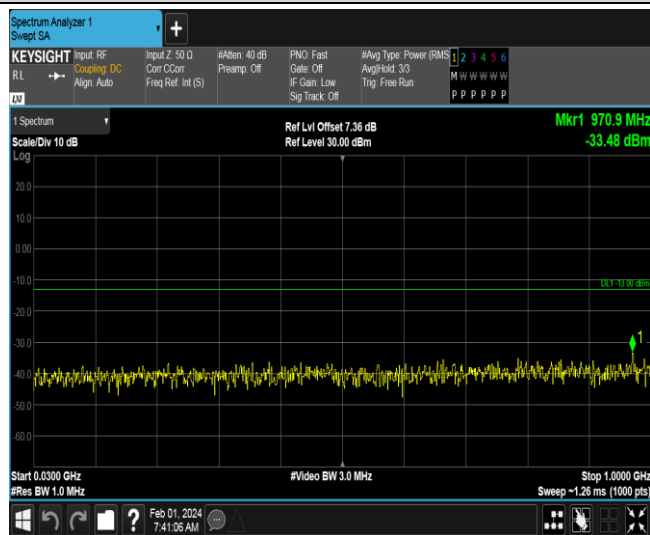 Spectrum Analyzer 1
Swept SA
+
KEYSIGHT Input: RF Input Z: 50 Ω #Atten: 40 dB PNO: Fast #Avg Type: Power (RMS 1 2 3 4 5 6
RL Coupling: DC Corr CCorr Preamp: Off Gate: Off Avg|Hold: 3/3 M W W W W W
Align: Auto Freq Ref: Int (S) IF Gain: Low Trig: Free Run
Sig Track: Off P P P P P P
LXI
1 Spectrum Ref Lvl Offset 7.36 dB Mkr1 970.9 MHz
Scale/Div 10 dB Ref Level 30.00 dBm -33.48 dBm
Log
20.0
10.0
0.00
-10.0
DL1 -13.00 dBm
-20.0
-30.0
1
-40.0
-50.0
-60.0
Start 0.0300 GHz #Video BW 3.0 MHz Stop 1.0000 GHz
#Res BW 1.0 MHz Sweep ~1.26 ms (1000 pts)
? Feb 01, 2024
7:41:06 AM